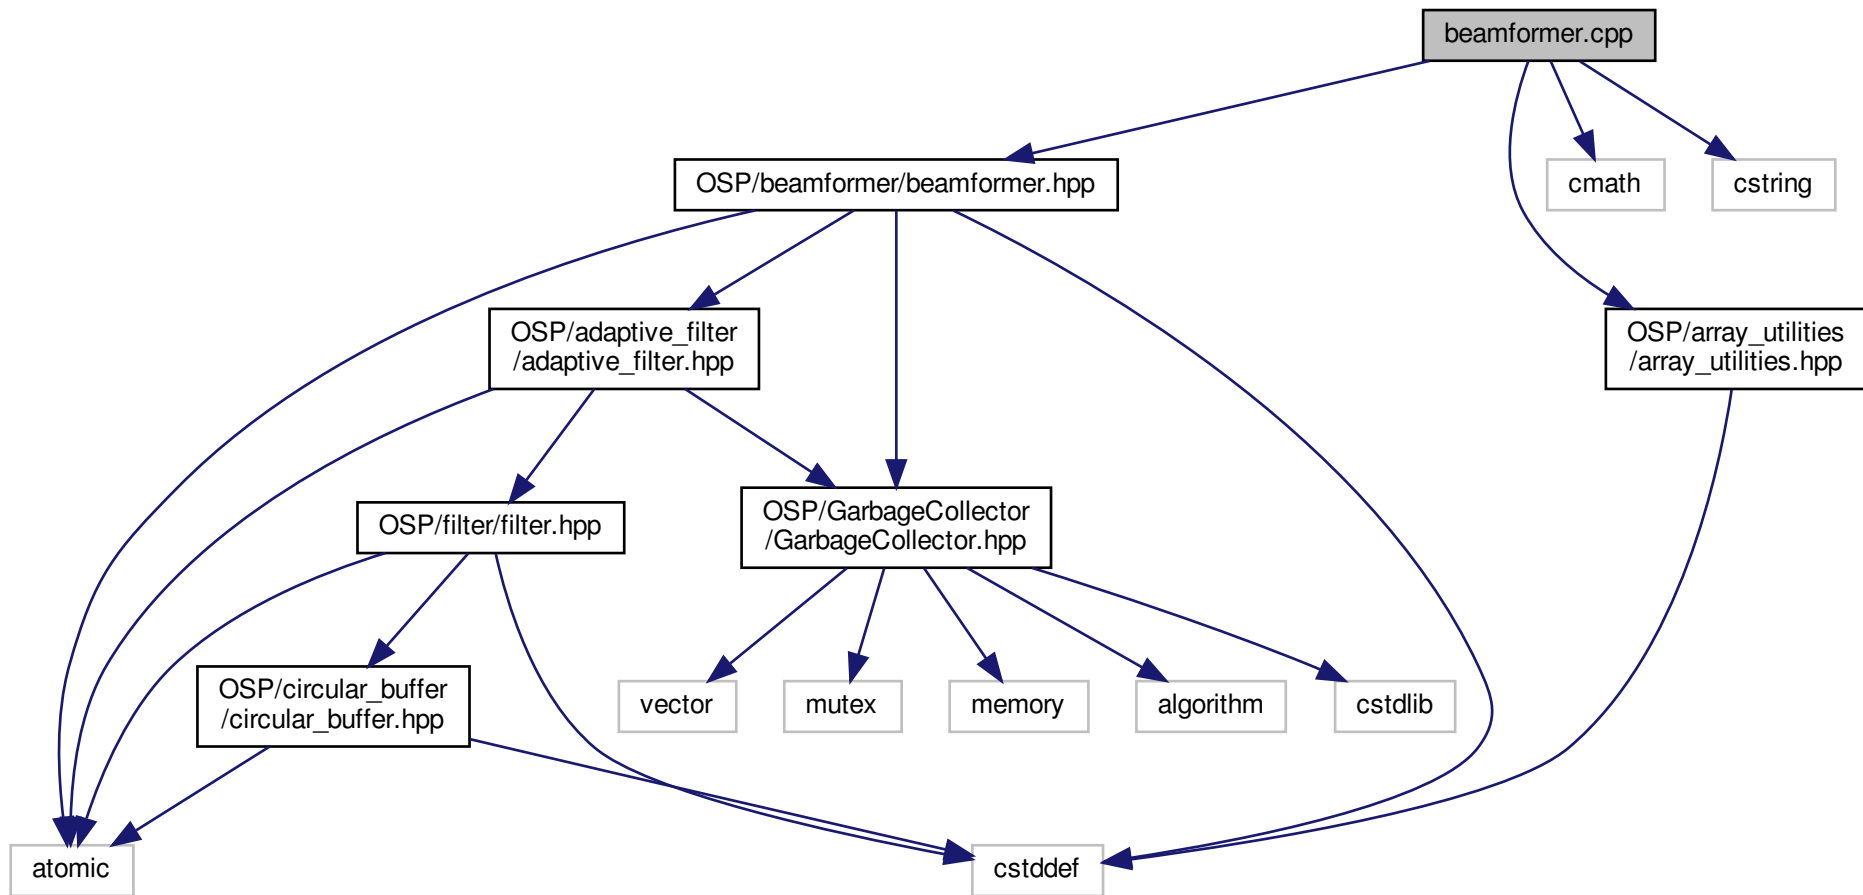 beamformer.cpp
OSP/beamformer/beamformer.hpp
cmath
cstring
OSP/adaptive_filter
/adaptive_filter.hpp
OSP/array_utilities
/array_utilities.hpp
OSP/filter/filter.hpp
OSP/GarbageCollector
/GarbageCollector.hpp
OSP/circular_buffer
/circular_buffer.hpp
vector
mutex
memory
algorithm
cstdlib
atomic
cstddef